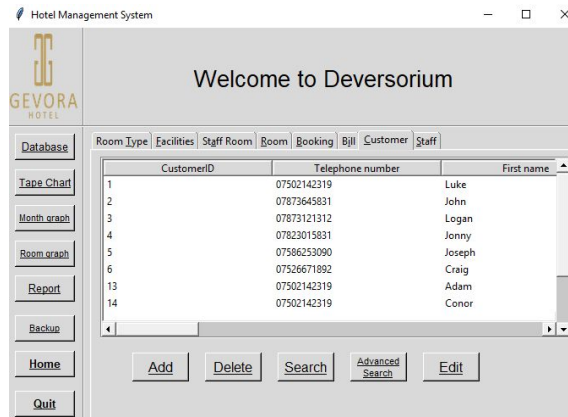 Hotel Management System
GEVORA
HOTEL
Welcome to Deversorium
Database
Tape Chart
Month graph
Room graph
Report
Backup
Home
Quit
Room Type Facilities Staff Room Room Booking Bill Customer Staff
CustomerID Telephone number First name
1 07502142319 Luke
2 07873645831 John
3 07873121312 Logan
4 07823015831 Jonny
5 07586253090 Joseph
6 07526671892 Craig
13 07502142319 Adam
14 07502142319 Conor
Add Delete Search Advanced Search Edit